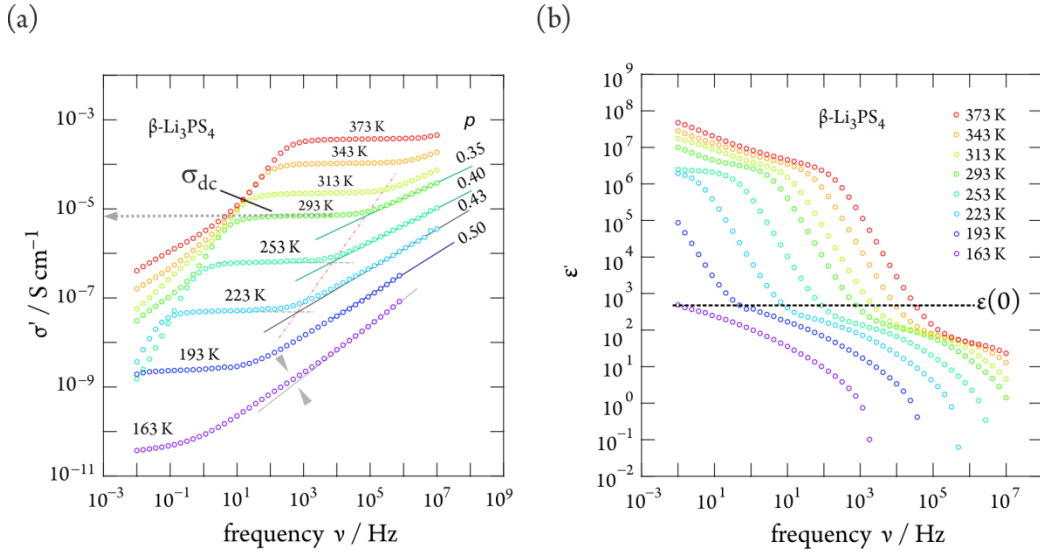 (a)
(b)
σ' / S cm⁻¹
10⁻³
10⁻⁵
10⁻⁷
10⁻⁹
10⁻¹¹
β-Li₃PS₄
σdc
373 K
343 K
313 K
293 K
253 K
223 K
193 K
163 K
p
0.35
0.40
0.43
0.50
10⁻³
10⁻¹
10¹
10³
10⁵
10⁷
10⁹
frequency ν / Hz
ε'
10⁹
10⁸
10⁷
10⁶
10⁵
10⁴
10³
10²
10¹
10⁰
10⁻¹
10⁻²
β-Li₃PS₄
373 K
343 K
313 K
293 K
253 K
223 K
193 K
163 K
ε(0)
10⁻³
10⁻¹
10¹
10³
10⁵
10⁷
frequency ν / Hz